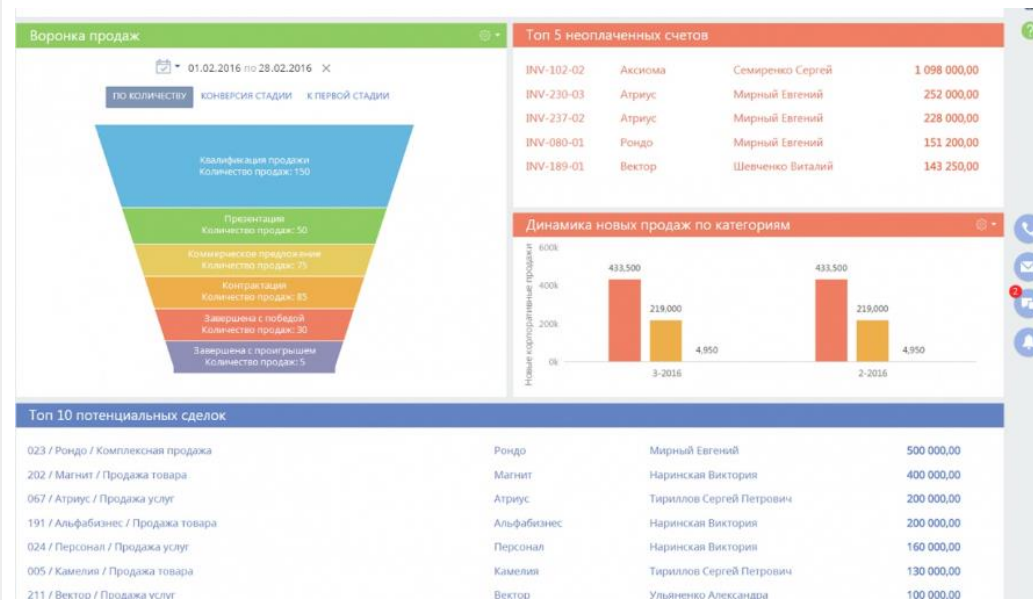 Воронка продаж
01.02.2016 по 28.02.2016
ПО КОЛИЧЕСТВУ КОНВЕРСИЯ СТАДИИ К ПЕРВОЙ СТАДИИ
Квалификация продажи
Количество продаж: 150
Презентация
Количество продаж: 50
Коммерческое предложение
Количество продаж: 75
Контрактация
Количество продаж: 85
Завершена с победой
Количество продаж: 30
Завершена с проигрышем
Количество продаж: 5
Топ 5 неоплаченных счетов
INV-102-02 Аксиома Семиренко Сергей 1 098 000,00
INV-230-03 Атриус Мирный Евгений 252 000,00
INV-237-02 Атриус Мирный Евгений 228 000,00
INV-080-01 Рондо Мирный Евгений 151 200,00
INV-189-01 Вектор Шевченко Виталий 143 250,00
Динамика новых продаж по категориям
Новые корпоративные продажи
600k
400k
200k
0k
433,500 219,000 4,950
433,500 219,000 4,950
3-2016 2-2016
2
Топ 10 потенциальных сделок
023 / Рондо / Комплексная продажа Рондо Мирный Евгений 500 000,00
202 / Магнит / Продажа товара Магнит Наринская Виктория 400 000,00
067 / Атриус / Продажа услуг Атриус Тириллов Сергей Петрович 200 000,00
191 / Альфабизнес / Продажа товара Альфабизнес Наринская Виктория 200 000,00
024 / Персонал / Продажа услуг Персонал Наринская Виктория 160 000,00
005 / Камелия / Продажа товара Камелия Тириллов Сергей Петрович 130 000,00
211 / Вектор / Продажа услуг Вектор Ульяненко Александра 100 000,00